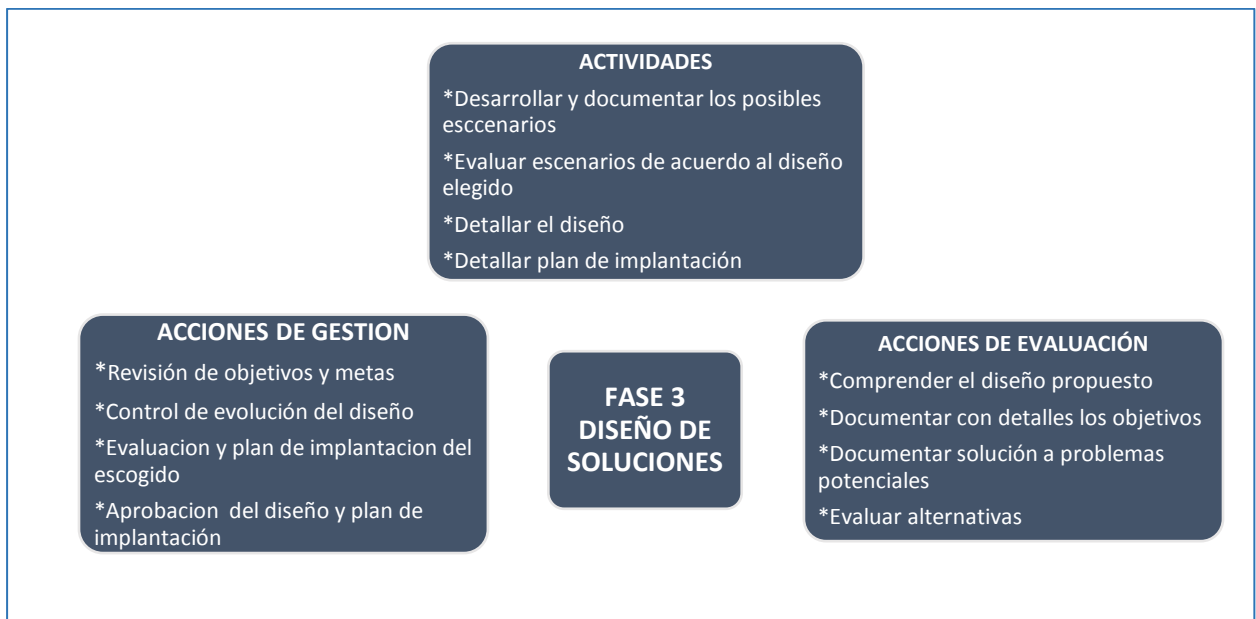 ACTIVIDADES
*Desarrollar y documentar los posibles
esccenarios
*Evaluar escenarios de acuerdo al diseño
elegido
*Detallar el diseño
*Detallar plan de implantación
ACCIONES DE GESTION
*Revisión de objetivos y metas
*Control de evolución del diseño
*Evaluacion y plan de implantacion del
escogido
*Aprobacion del diseño y plan de
implantación
FASE 3
DISEÑO DE
SOLUCIONES
ACCIONES DE EVALUACIÓN
*Comprender el diseño propuesto
*Documentar con detalles los objetivos
*Documentar solución a problemas
potenciales
*Evaluar alternativas